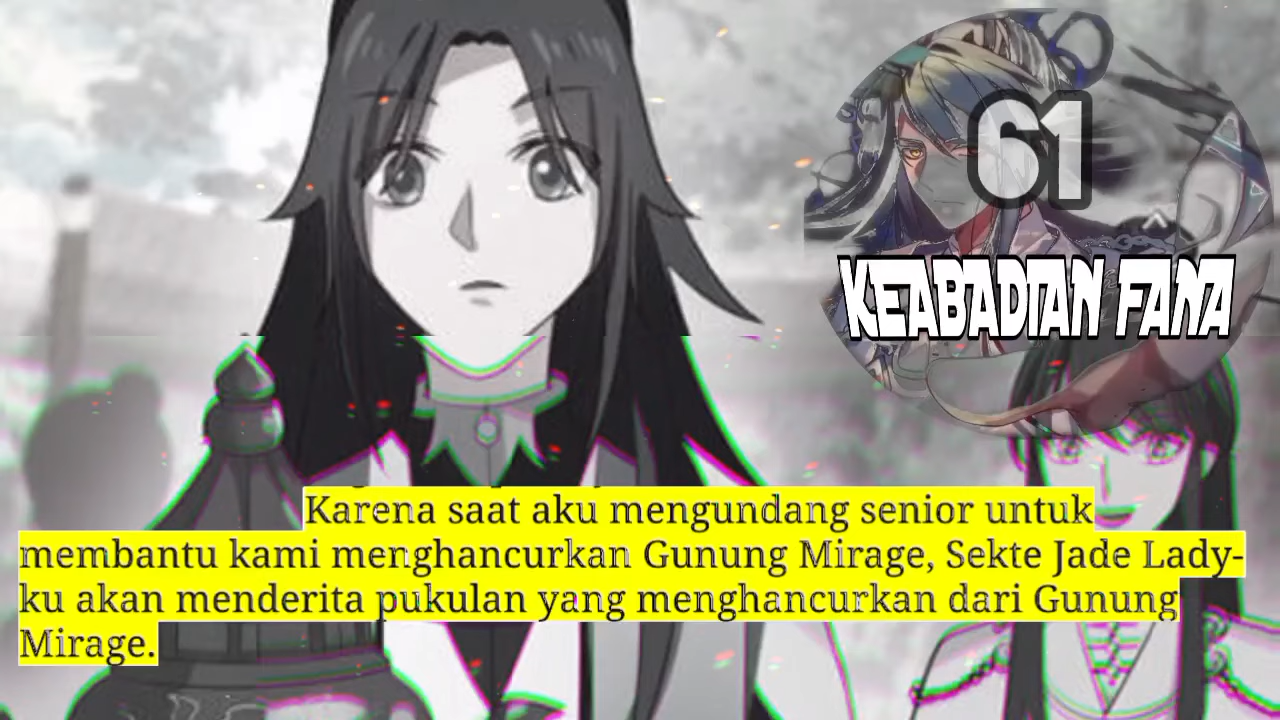 61
KEABADIAN FANA
Karena saat aku mengundang senior untuk
membantu kami menghancurkan Gunung Mirage, Sekte Jade Lady-
ku akan menderita pukulan yang menghancurkan dari Gunung
Mirage.